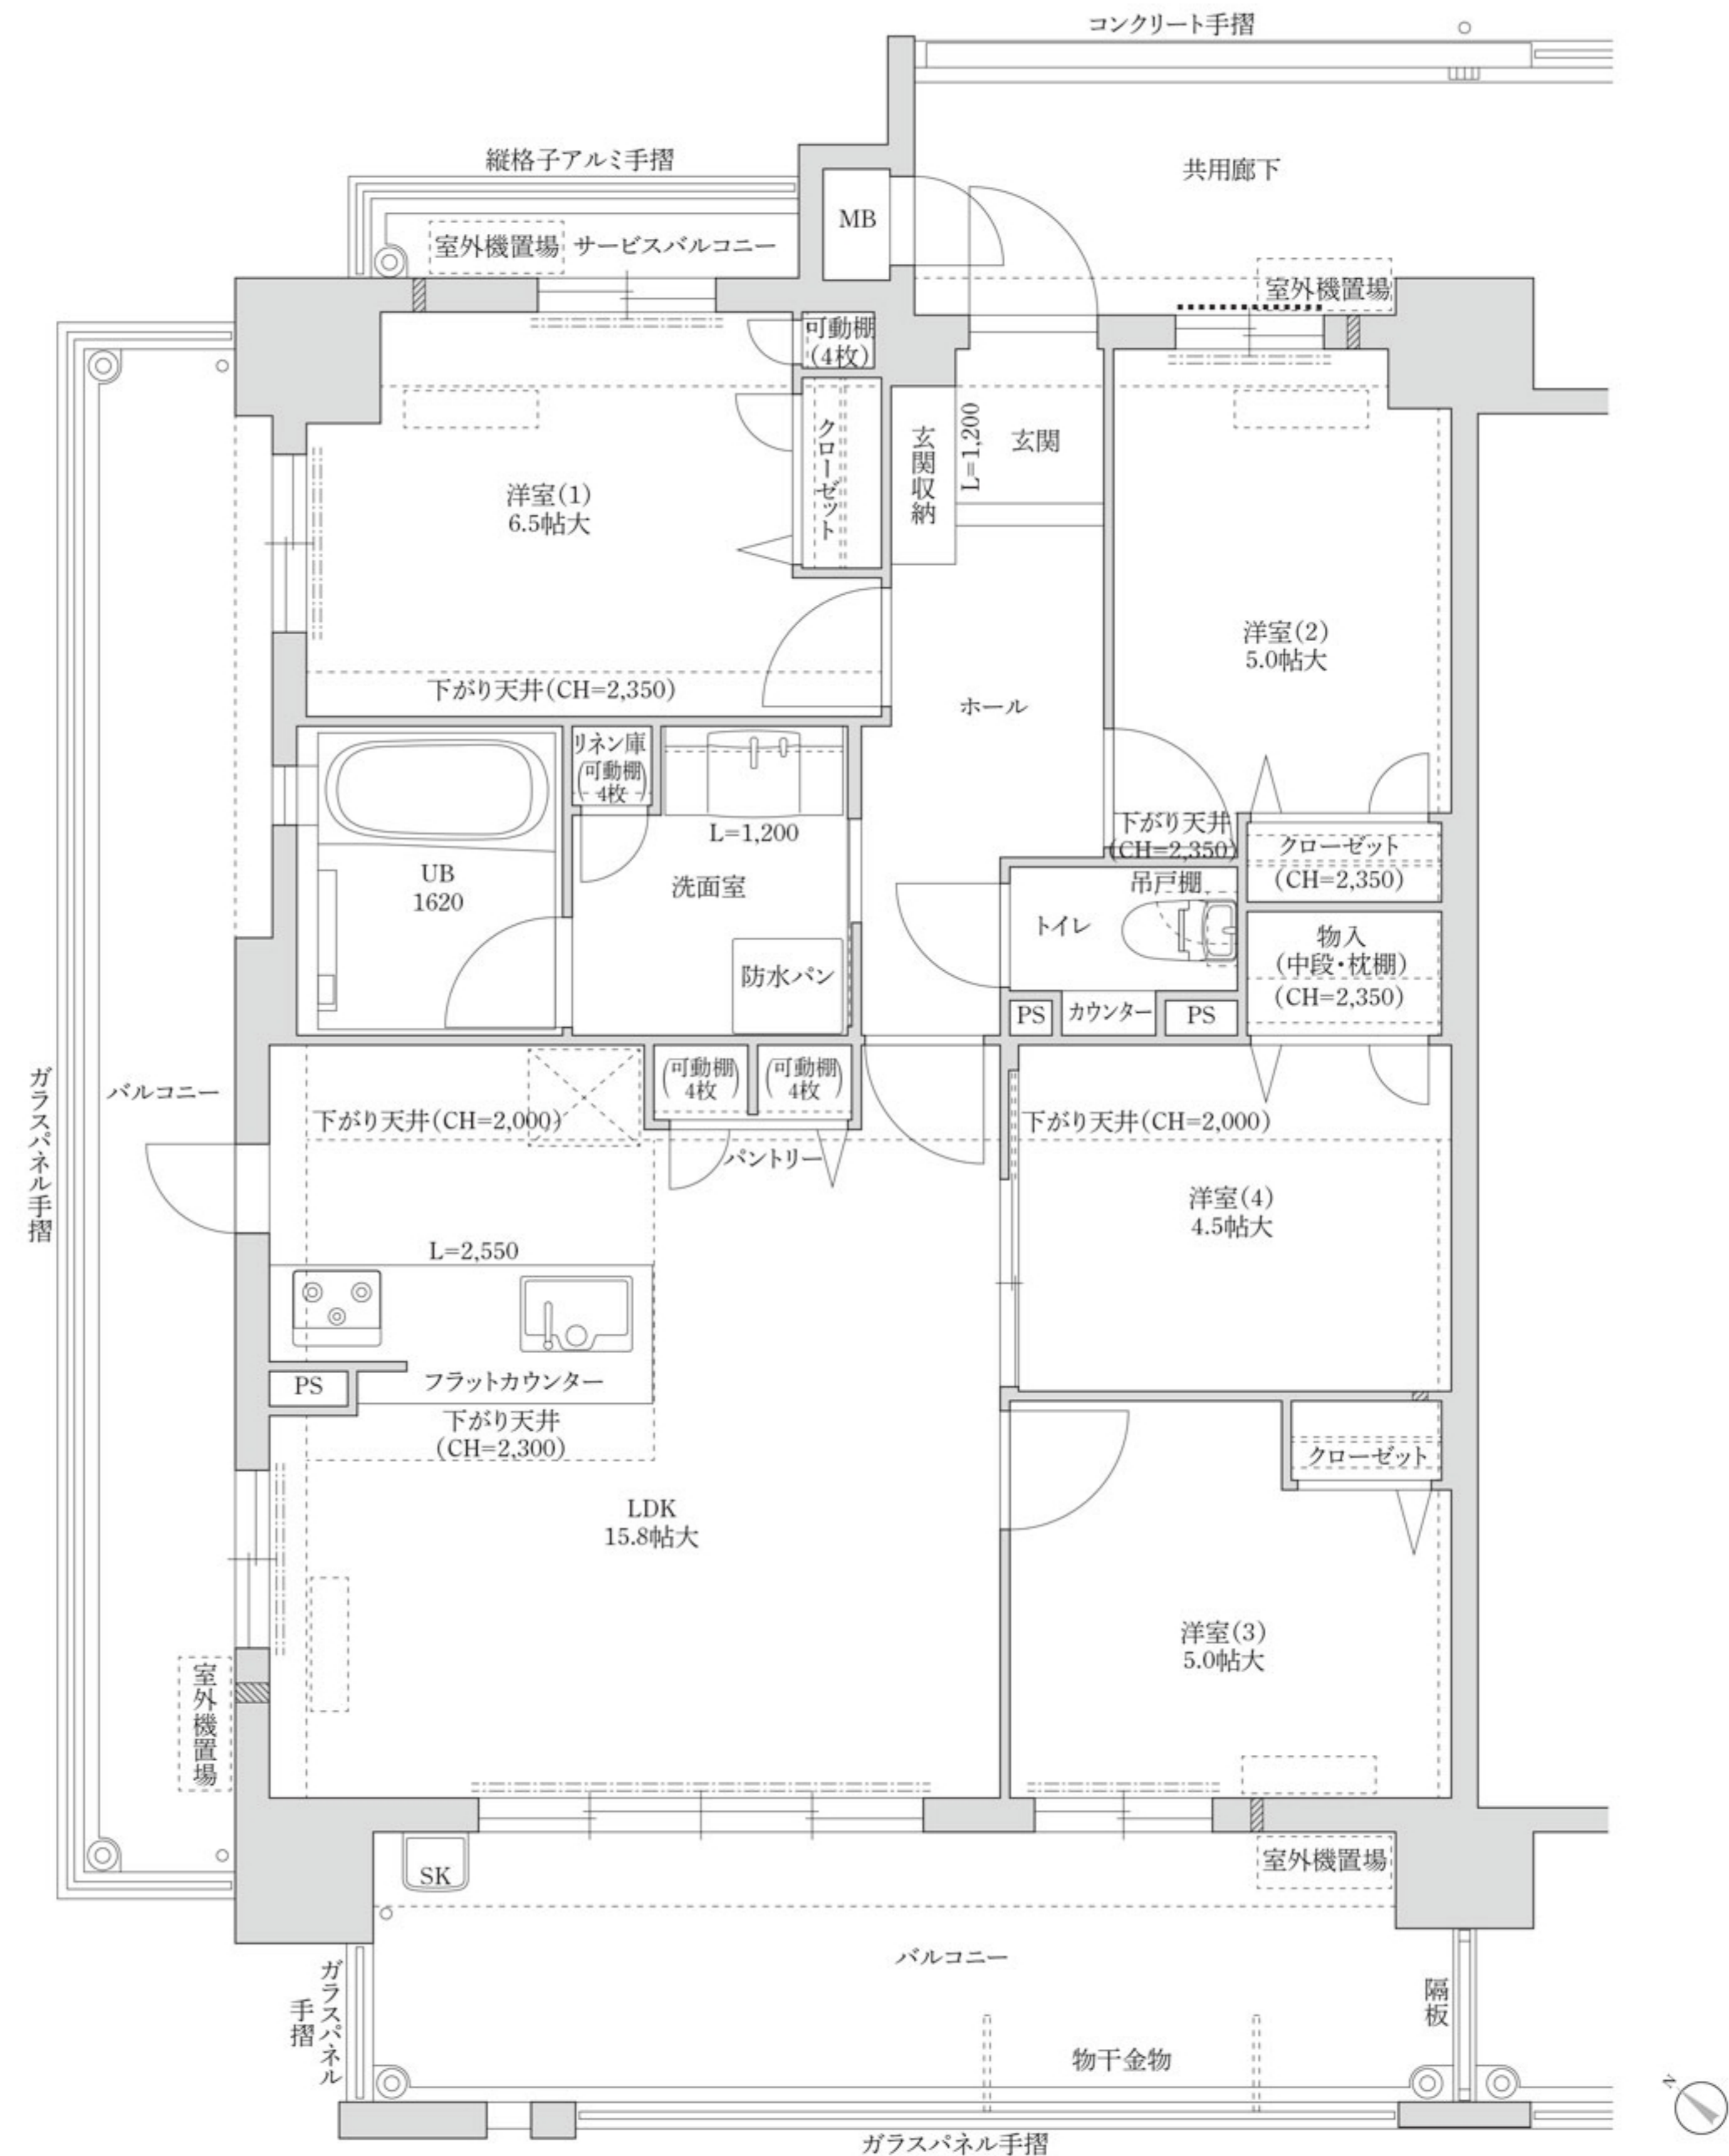 コンクリート手摺
共用廊下
縦格子アルミ手摺
MB
室外機置場
サービスバルコニー
室外機置場
可動棚
(4枚)
クローゼット
玄関収納
L=1,200
玄関
洋室(1)
6.5帖大
洋室(2)
5.0帖大
下がり天井(CH=2,350)
ホール
リネン庫
(可動棚
4枚)
L=1,200
下がり天井
(CH=2,350)
クローゼット
(CH=2,350)
UB
1620
洗面室
吊戸棚
トイレ
物入
(中段・枕棚)
(CH=2,350)
防水パン
PS
カウンター
PS
ガラスパネル手摺
バルコニー
(可動棚
4枚)
(可動棚
4枚)
下がり天井(CH=2,000)
下がり天井(CH=2,000)
パントリー
洋室(4)
4.5帖大
L=2,550
PS
フラットカウンター
下がり天井
(CH=2,300)
クローゼット
LDK
15.8帖大
洋室(3)
5.0帖大
室外機置場
SK
室外機置場
バルコニー
ガラスパネル
手摺
隔板
物干金物
ガラスパネル手摺
N